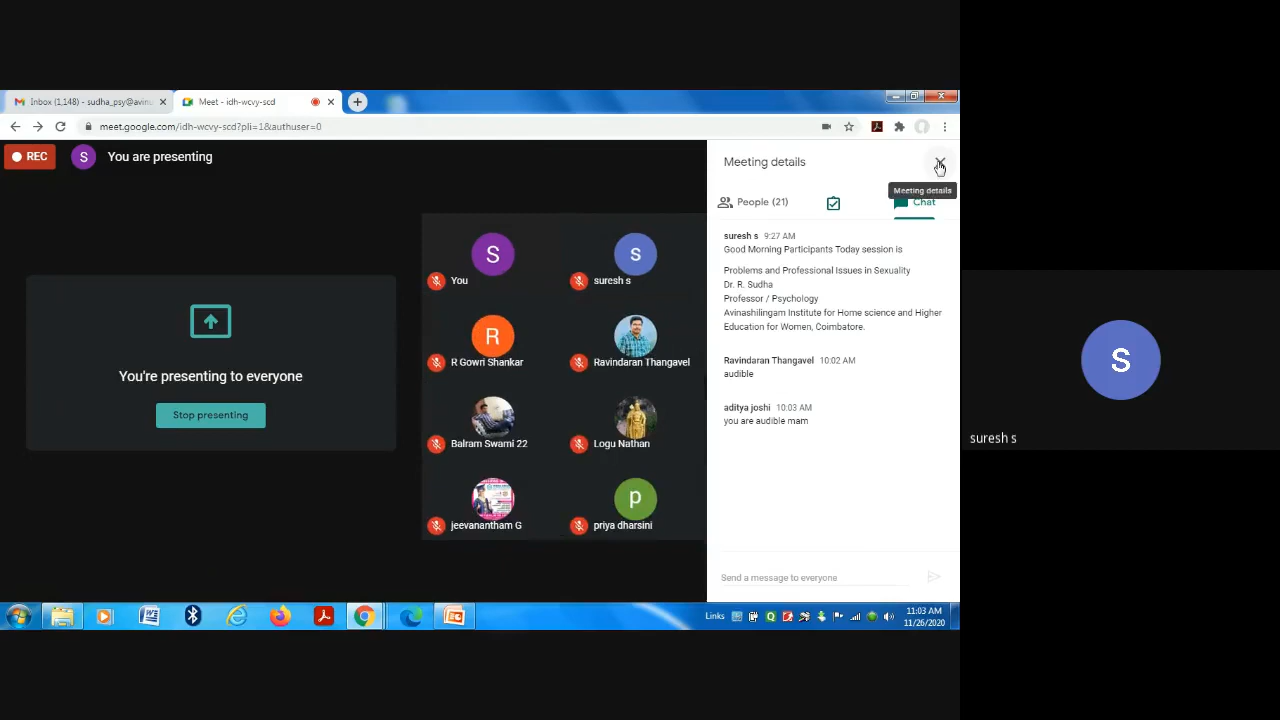 Inbox (1,148) - sudha_psy@avinu
Meet - idh-wcvy-scd
meet.google.com/idh-wcvy-scd?pli=1&authuser=0
REC
S
You are presenting
You're presenting to everyone
Stop presenting
S
You
s
suresh s
R
R Gowri Shankar
Ravindaran Thangavel
Balram Swami 22
Logu Nathan
jeevanantham G
p
priya dharsini
Meeting details
Meeting details
People (21)
Chat
suresh s 9:27 AM
Good Morning Participants Today session is
Problems and Professional Issues in Sexuality
Dr. R. Sudha
Professor / Psychology
Avinashilingam Institute for Home science and Higher
Education for Women, Coimbatore.
Ravindaran Thangavel 10:02 AM
audible
aditya joshi 10:03 AM
you are audible mam
Send a message to everyone
Links
11:03 AM
11/26/2020
S
suresh s